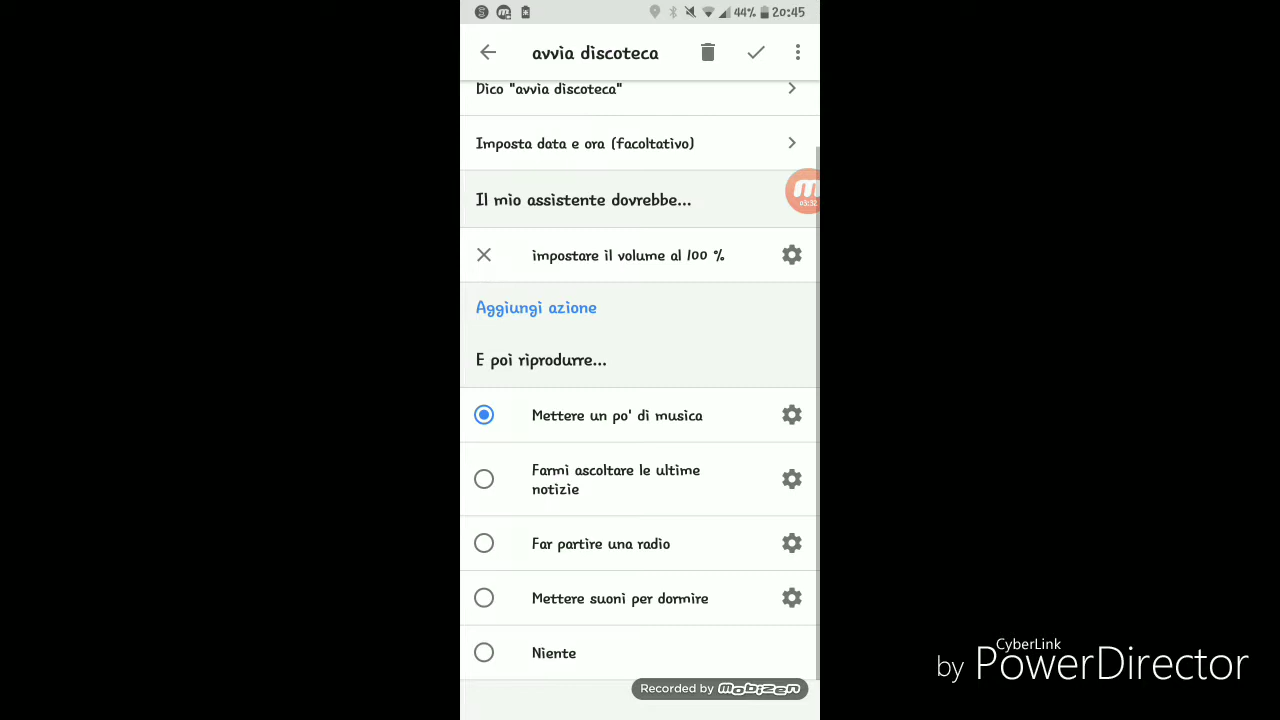 44% 20:45
avvia discoteca
Dico "avvia discoteca"
Imposta data e ora (facoltativo)
Il mio assistente dovrebbe...
m
03:32
impostare il volume al 100 %
Aggiungi azione
E poi riprodurre...
Mettere un po' di musica
Farmi ascoltare le ultime
notizie
Far partire una radio
Mettere suoni per dormire
Niente
Recorded by mobizen
CyberLink
by PowerDirector